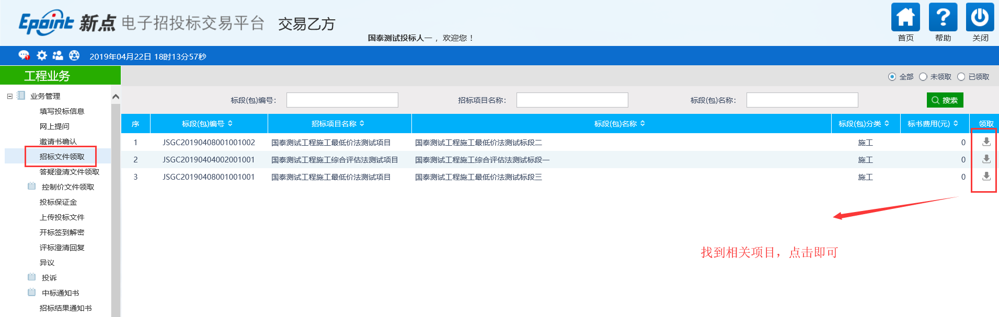 Epoint 新点 电子招投标交易平台 交易乙方
国泰测试投标人一 ，欢迎您！
首页 帮助 关闭
2019年04月22日 18时13分57秒
工程业务
全部 未领取 已领取
业务管理
填写投标信息
网上提问
邀请书确认
招标文件领取
答疑澄清文件领取
控制价文件领取
投标保证金
上传投标文件
开标签到解密
评标澄清回复
异议
投诉
中标通知书
招标结果通知书
标段(包)编号： 招标项目名称： 标段(包)名称： 搜索
序 标段(包)编号 招标项目名称 标段(包)名称 标段(包)分类 标书费用(元) 领取
1 JSGC20190408001001002 国泰测试工程施工最低价法测试项目 国泰测试工程施工最低价法测试标段二 施工 0
2 JSGC20190404002001001 国泰测试工程施工综合评估法测试项目 国泰测试工程施工综合评估法测试标段一 施工 0
3 JSGC20190408001001001 国泰测试工程施工最低价法测试项目 国泰测试工程施工最低价法测试标段三 施工 0
找到相关项目，点击即可